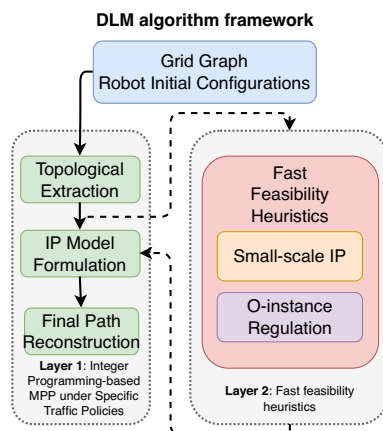 DLM algorithm framework
Grid Graph
Robot Initial Configurations
Topological
Extraction
IP Model
Formulation
Final Path
Reconstruction
Layer 1: Integer
Programming-based
MPP under Specific
Traffic Policies
Fast
Feasibility
Heuristics
Small-scale IP
O-instance
Regulation
Layer 2: Fast feasibility
heuristics